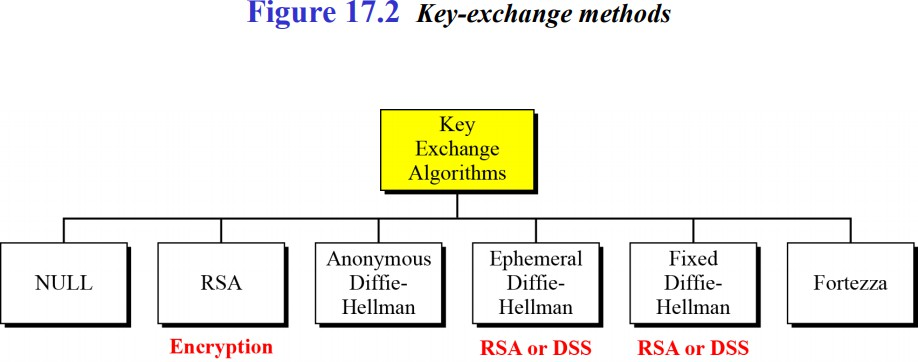 Figure 17.2 Key-exchange methods
Key
Exchange
Algorithms
NULL
RSA
Anonymous
Diffie-
Hellman
Ephemeral
Diffie-
Hellman
Fixed
Diffie-
Hellman
Fortezza
Encryption
RSA or DSS
RSA or DSS